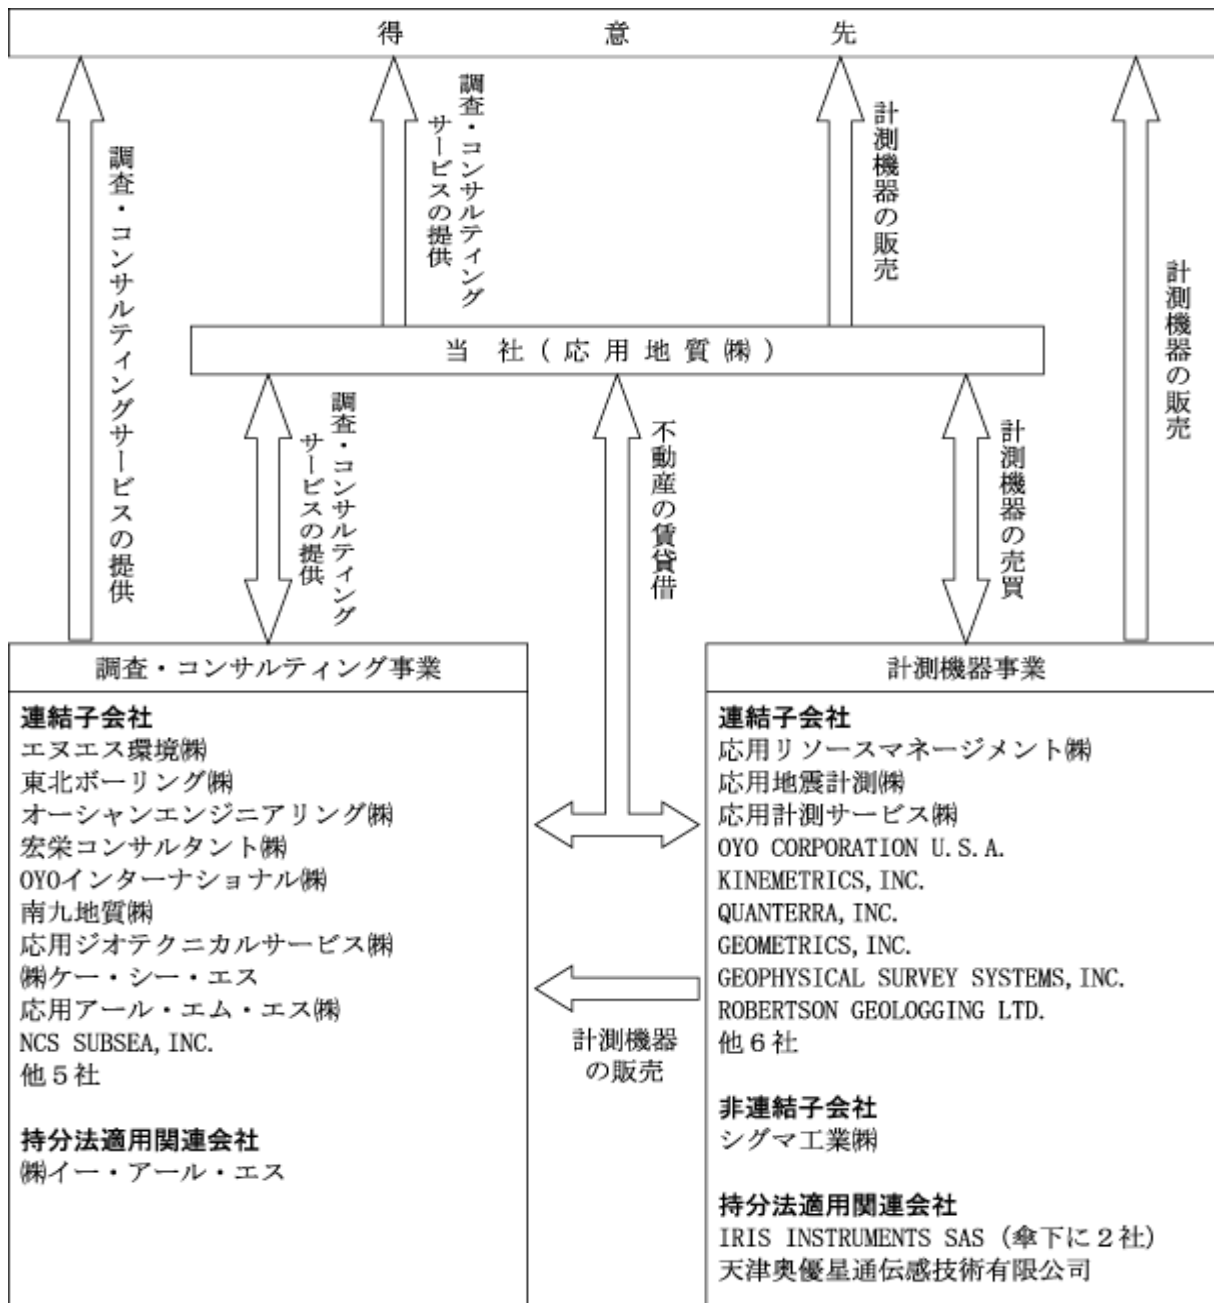 得意先
調査・コンサルティングサービスの提供
調査・コンサルティング
サービスの提供
計測機器の販売
計測機器の販売
当社(応用地質㈱)
調査・コンサルティング
サービスの提供
不動産の賃貸借
計測機器の売買
調査・コンサルティング事業
連結子会社
エヌエス環境㈱
東北ボーリング㈱
オーシャンエンジニアリング㈱
宏栄コンサルタント㈱
OYOインターナショナル㈱
南九地質㈱
応用ジオテクニカルサービス㈱
㈱ケー・シー・エス
応用アール・エム・エス㈱
NCS SUBSEA, INC.
他5社
持分法適用関連会社
㈱イー・アール・エス
計測機器
の販売
計測機器事業
連結子会社
応用リソースマネージメント㈱
応用地震計測㈱
応用計測サービス㈱
OYO CORPORATION U.S.A.
KINEMETRICS, INC.
QUANTERRA, INC.
GEOMETRICS, INC.
GEOPHYSICAL SURVEY SYSTEMS, INC.
ROBERTSON GEOLOGGING LTD.
他6社
非連結子会社
シグマ工業㈱
持分法適用関連会社
IRIS INSTRUMENTS SAS (傘下に2社)
天津奥優星通伝感技術有限公司